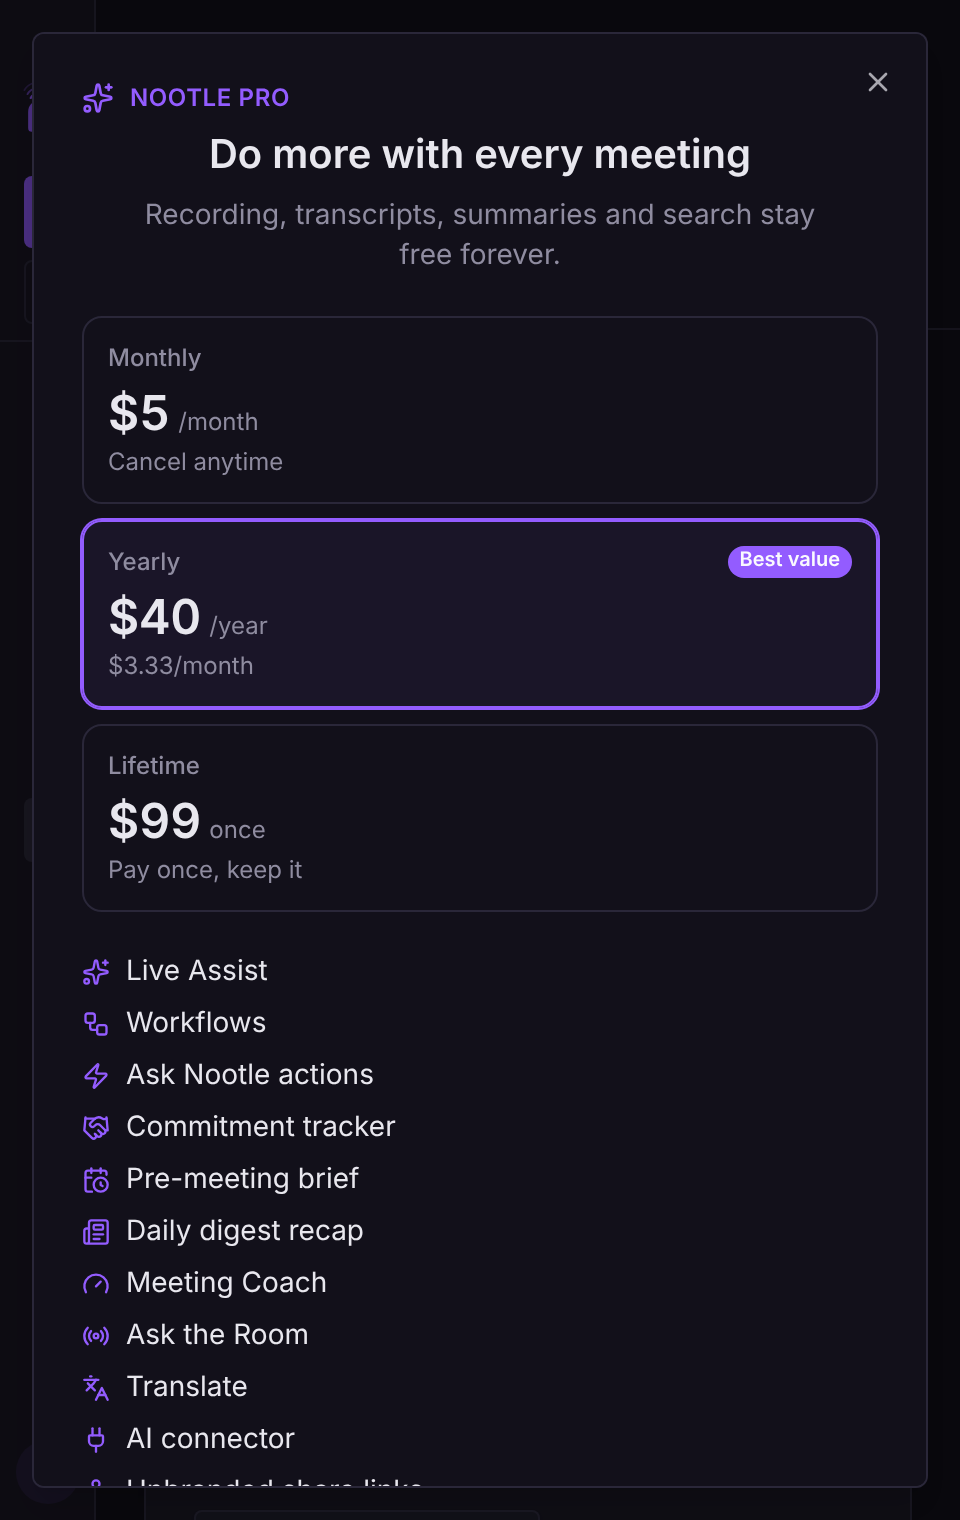 NOOTLE PRO
Do more with every meeting
Recording, transcripts, summaries and search stay
free forever.
Monthly
$5 /month
Cancel anytime
Yearly
Best value
$40 /year
$3.33/month
Lifetime
$99 once
Pay once, keep it
Live Assist
Workflows
Ask Nootle actions
Commitment tracker
Pre-meeting brief
Daily digest recap
Meeting Coach
Ask the Room
Translate
AI connector
Unbranded share links